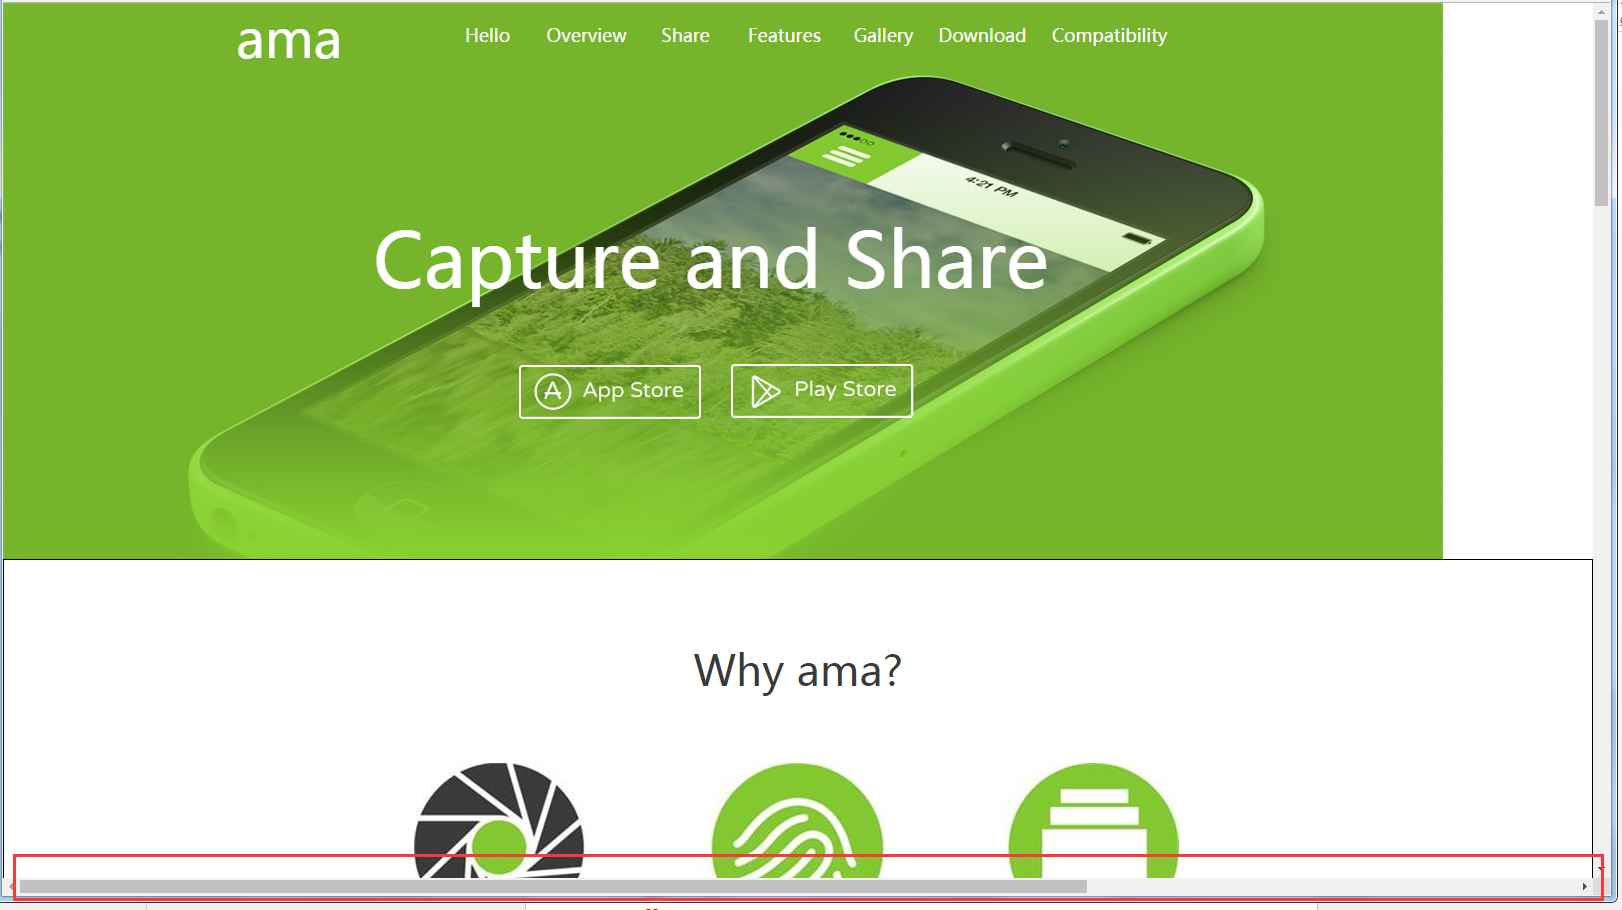 ama
Hello Overview Share Features Gallery Download Compatibility
4:21 PM
Capture and Share
App Store Play Store
Why ama?